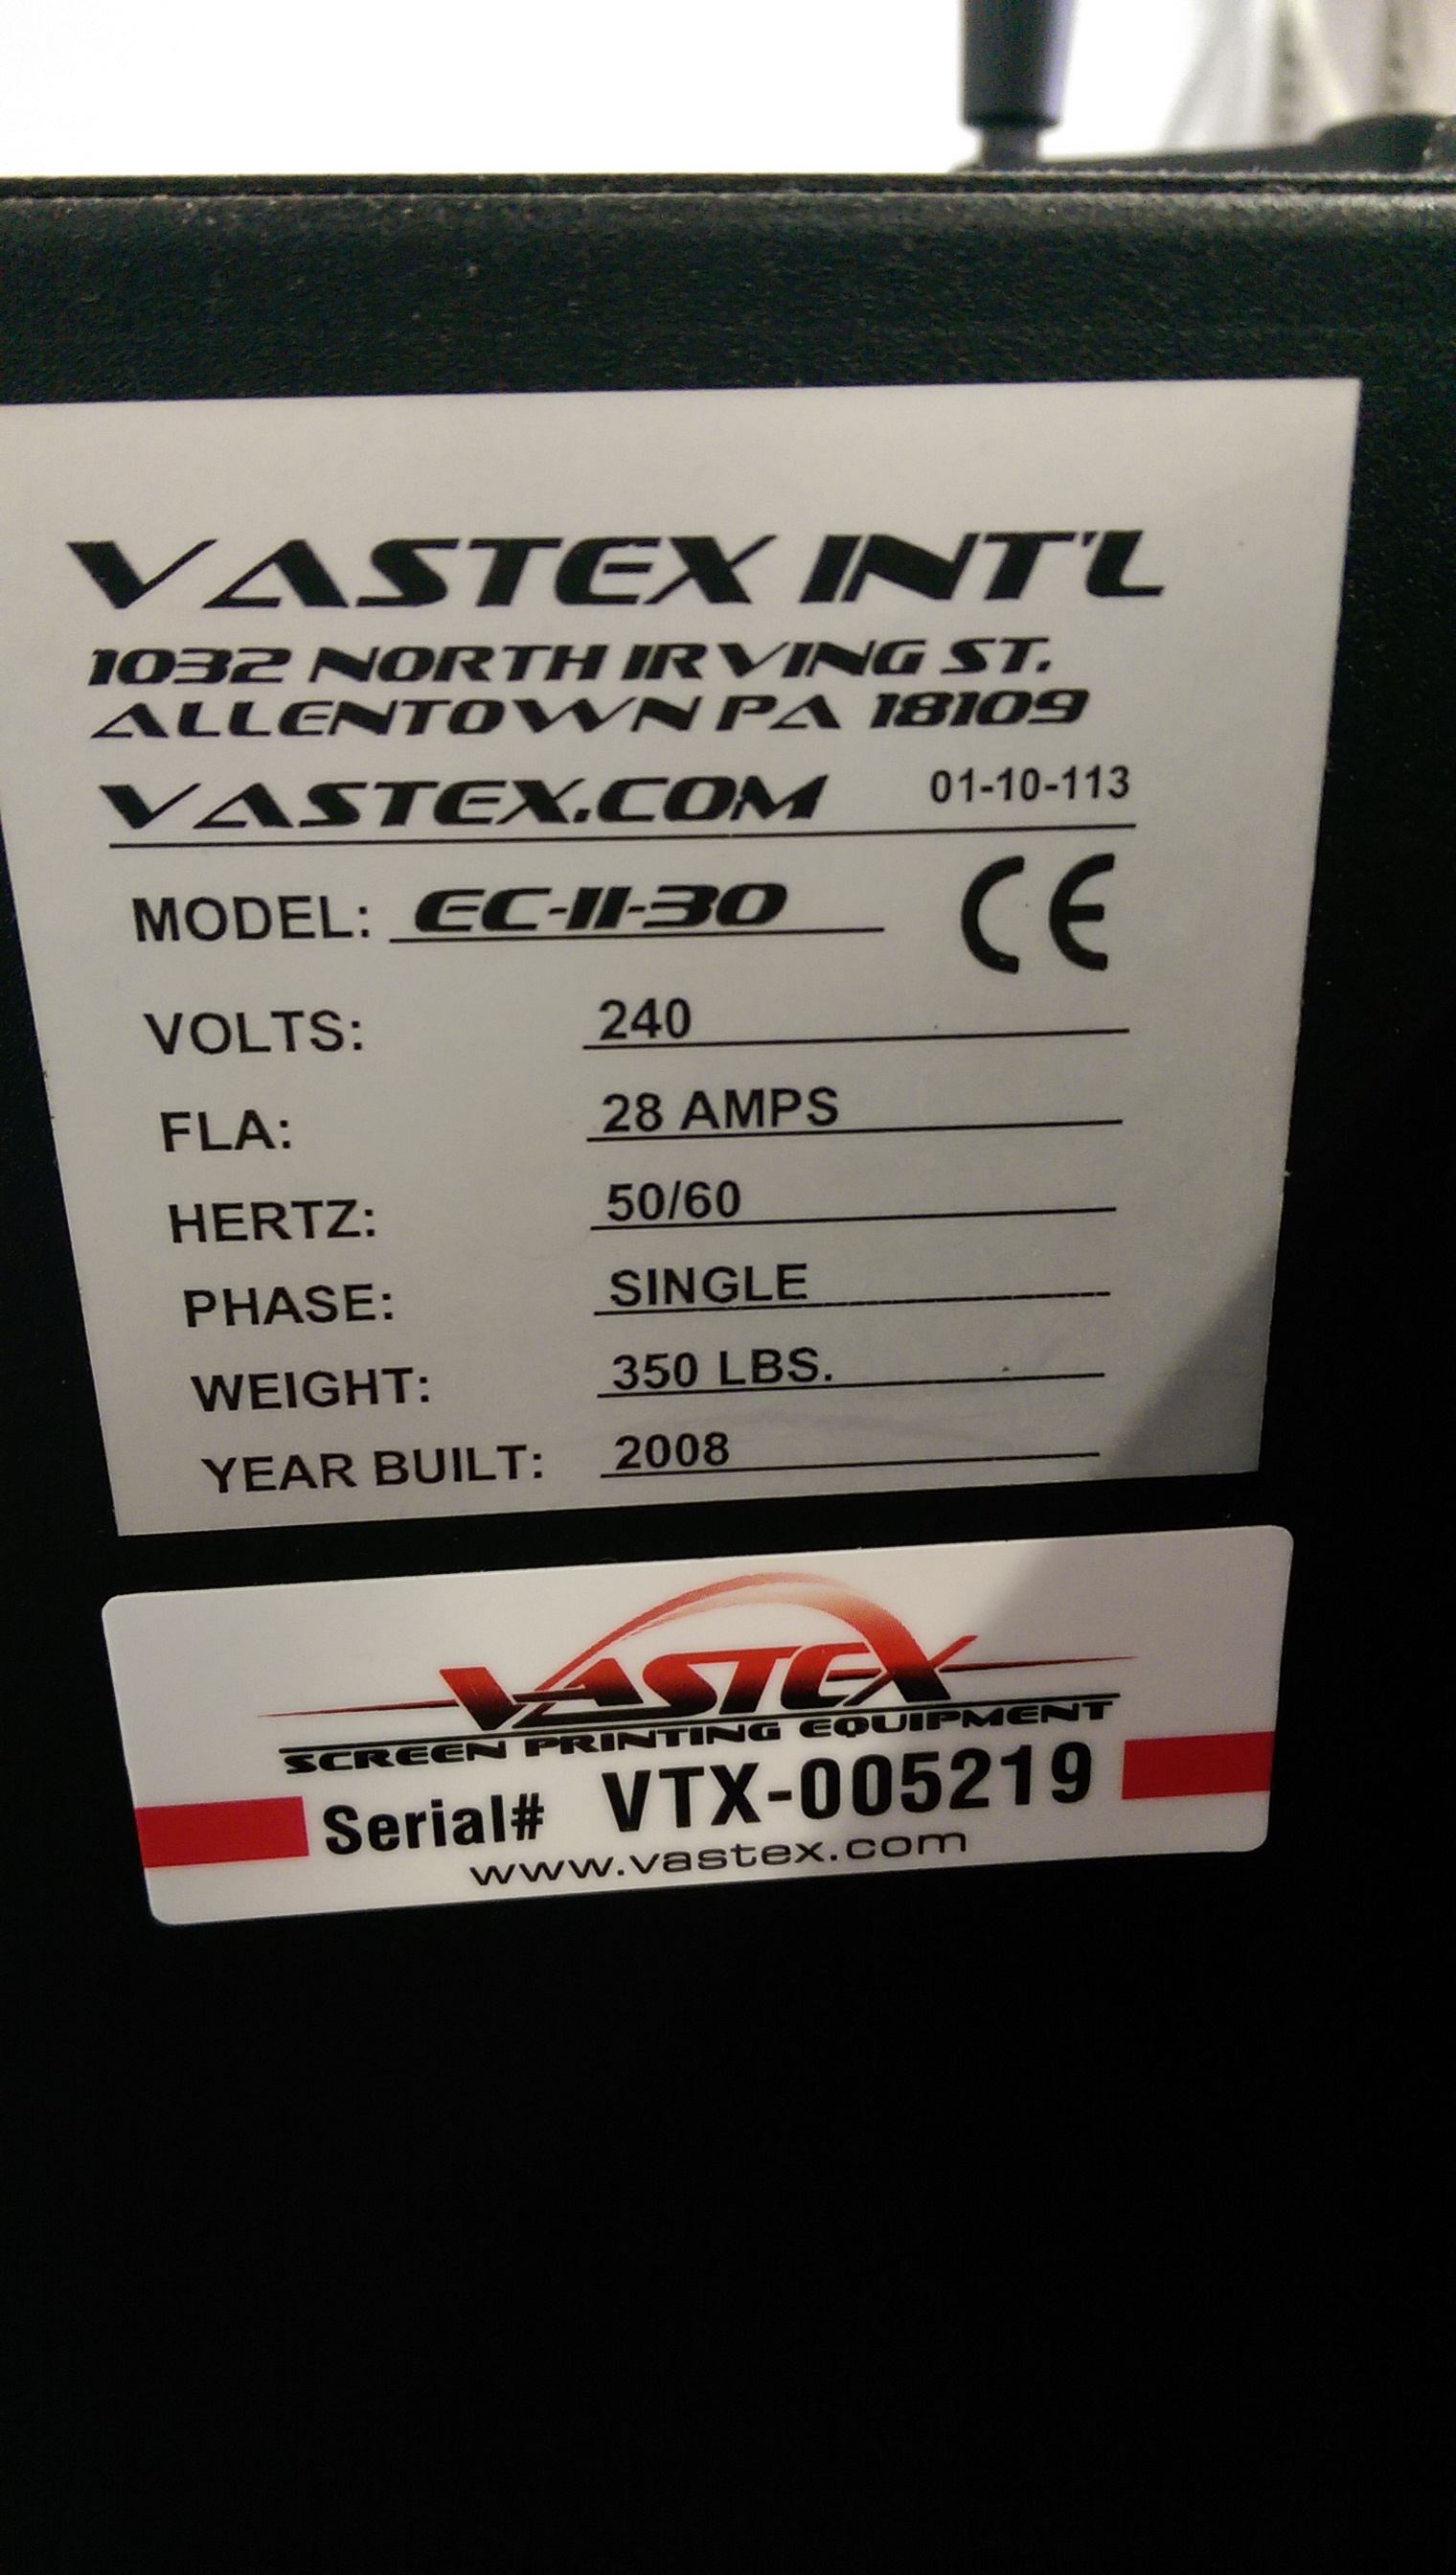 VASTEX INT'L
1032 NORTH IRVING ST.
ALLENTOWN PA 18109
VASTEX.COM 01-10-113
MODEL: EC-II-30 CE
VOLTS: 240
FLA: 28 AMPS
HERTZ: 50/60
PHASE: SINGLE
WEIGHT: 350 LBS.
YEAR BUILT: 2008
VASTEX
SCREEN PRINTING EQUIPMENT
Serial# VTX-005219
www.vastex.com